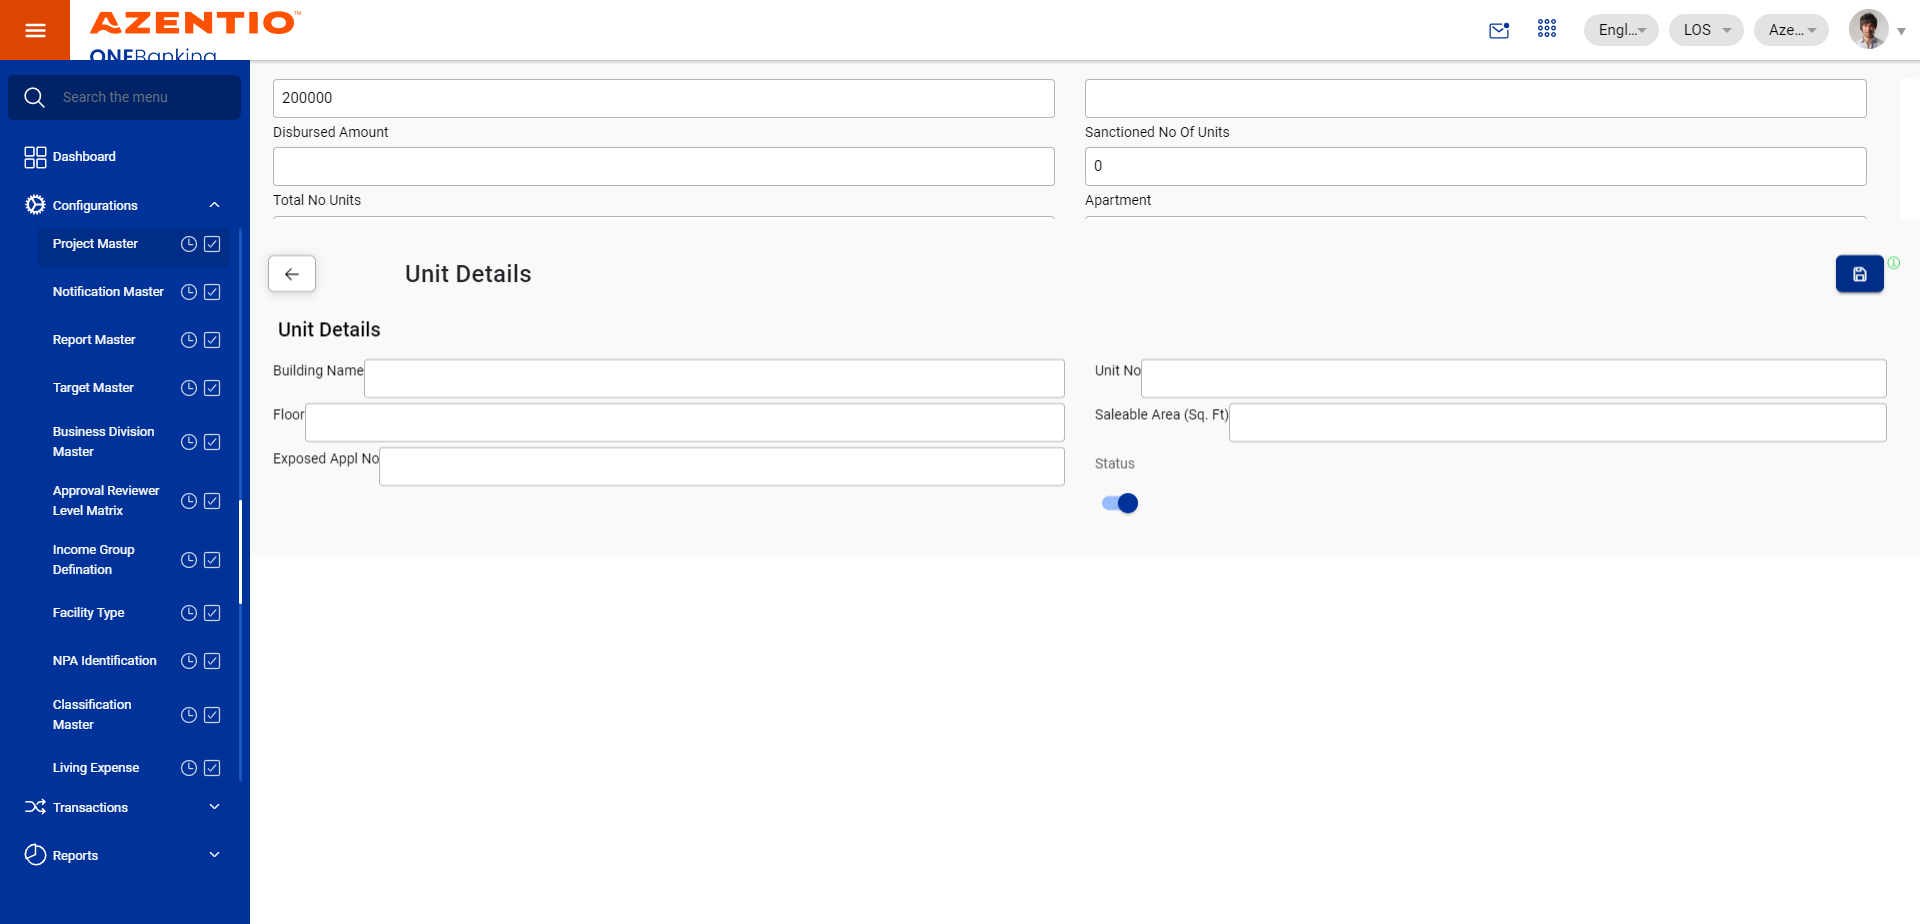 AZENTIO™
ONEBanking
Engl...
LOS
Aze...
Search the menu
Dashboard
Configurations
Project Master
Notification Master
Report Master
Target Master
Business Division
Master
Approval Reviewer
Level Matrix
Income Group
Defination
Facility Type
NPA Identification
Classification
Master
Living Expense
Transactions
Reports
200000
Disbursed Amount
Sanctioned No Of Units
0
Total No Units
Apartment
Unit Details
Unit Details
Building Name
Unit No
Floor
Saleable Area (Sq. Ft)
Exposed Appl No
Status